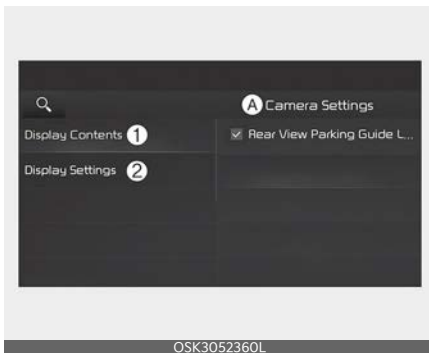 A Camera Settings
Display Contents 1
Rear View Parking Guide L...
Display Settings 2
OSK3052360L